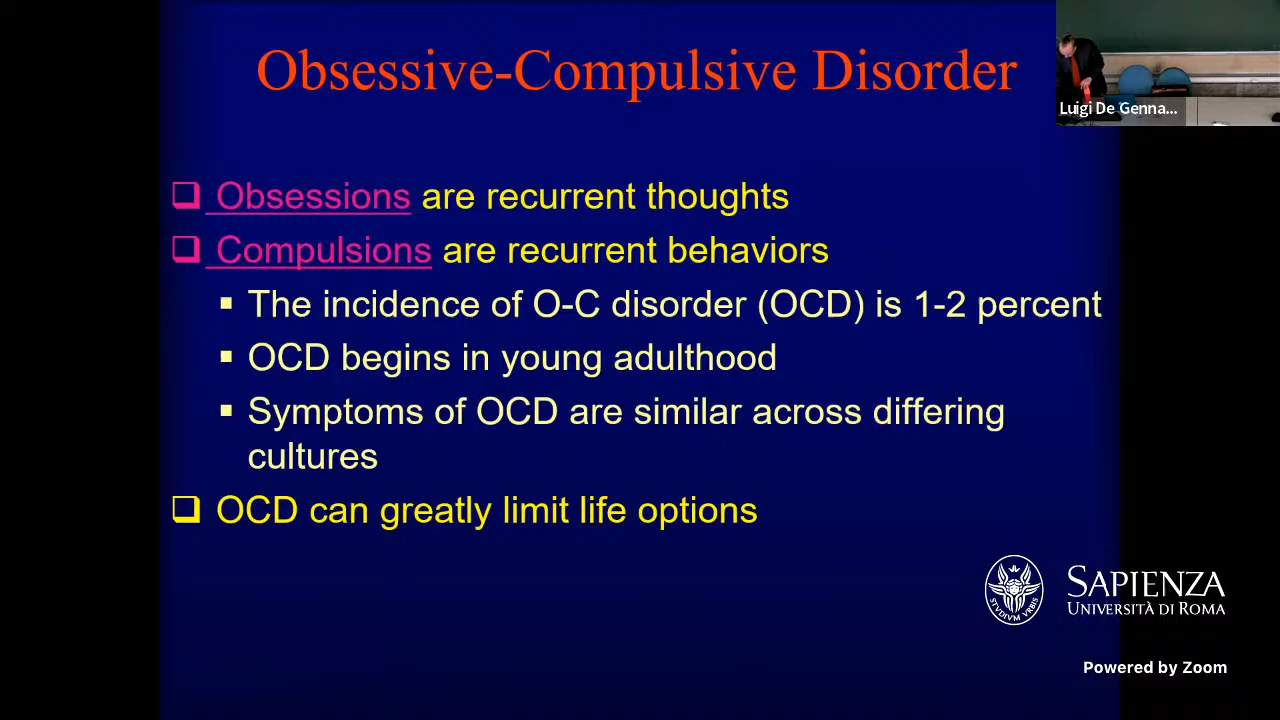 Obsessive-Compulsive Disorder
Luigi De Genna...
Obsessions are recurrent thoughts
Compulsions are recurrent behaviors
The incidence of O-C disorder (OCD) is 1-2 percent
OCD begins in young adulthood
Symptoms of OCD are similar across differing
cultures
OCD can greatly limit life options
STVDIVM VRBIS
SAPIENZA
UNIVERSITÀ DI ROMA
Powered by Zoom